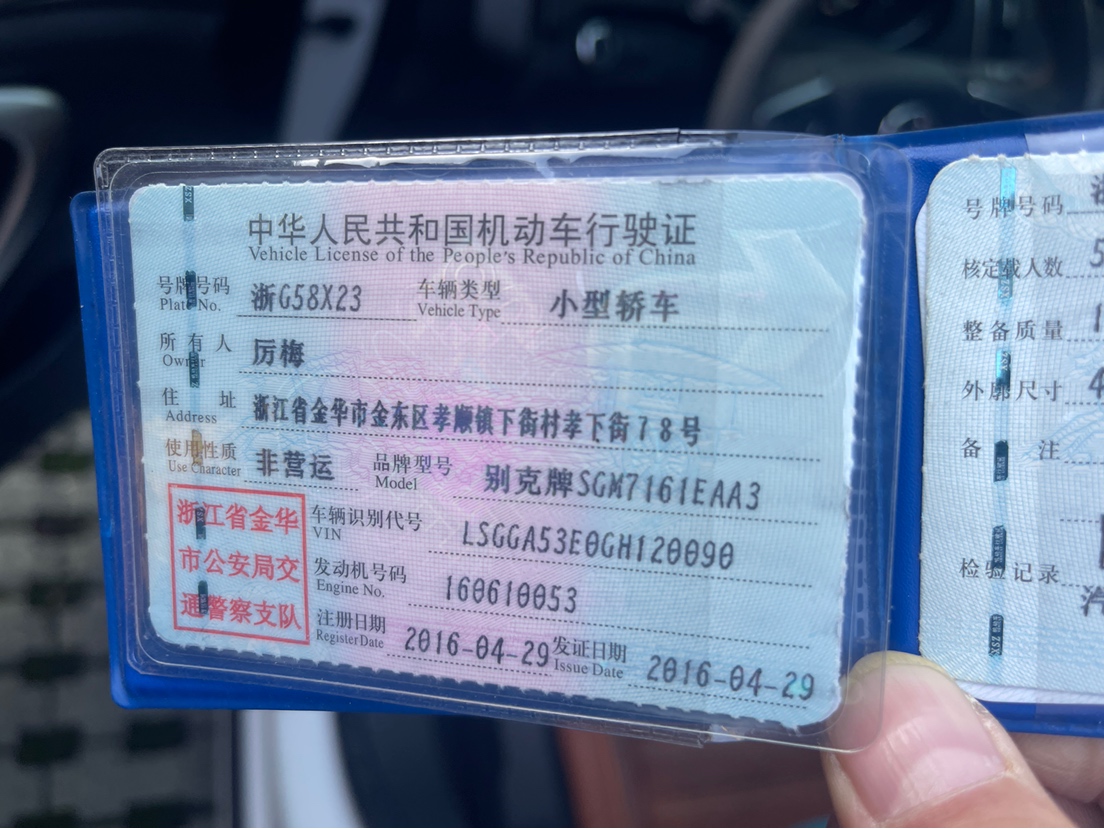 中华人民共和国机动车行驶证
Vehicle License of the People's Republic of China
号牌号码 浙G58X23 车辆类型 小型轿车
Plate No. Vehicle Type
所有人 厉梅
Owner
住址 浙江省金华市金东区孝顺镇下街村孝下街78号
Address
使用性质 非营运 品牌型号 别克牌SGM7161EAA3
Use Character Model
浙江省金华
市公安局交
通警察支队
车辆识别代号 LSGGA53E0GH120090
VIN
发动机号码 160610053
Engine No.
注册日期 2016-04-29 发证日期 2016-04-29
Register Date Issue Date
号牌号码
核定载人数 5
整备质量 1
外廓尺寸 4
备注
检验记录